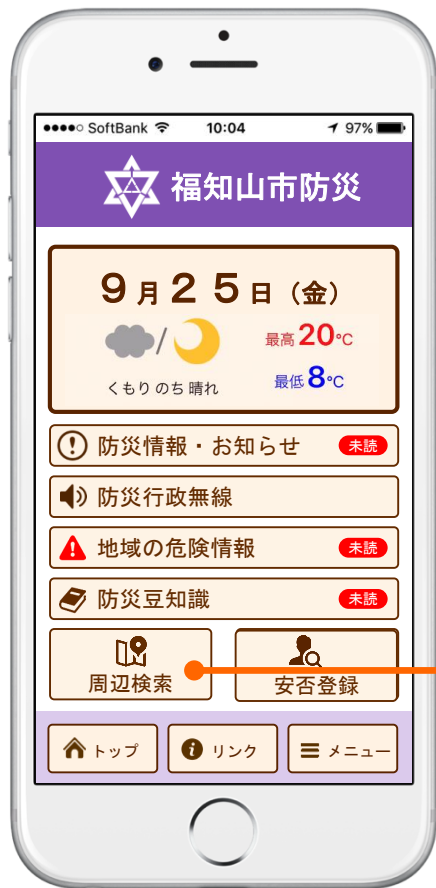 ●●●●○ SoftBank 10:04 97%
福知山市防災
９月２５日（金）
最高20℃
くもり のち 晴れ
最低8℃
防災情報・お知らせ 未読
防災行政無線
地域の危険情報 未読
防災豆知識 未読
周辺検索 安否登録
トップ リンク メニュー